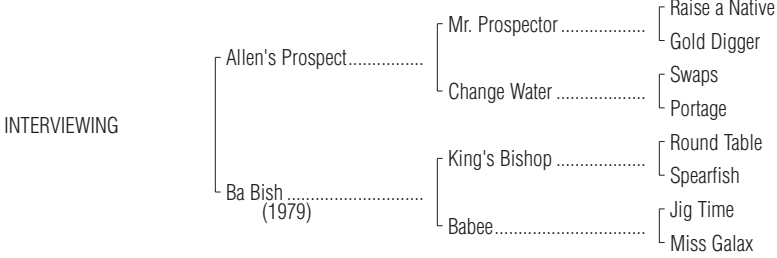 Raise a Native
Mr. Prospector ..................
Gold Digger
Allen's Prospect................
Swaps
Change Water ...................
Portage
INTERVIEWING
Round Table
King's Bishop ...................
Spearfish
Ba Bish .............................
(1979)
Jig Time
Babee................................
Miss Galax